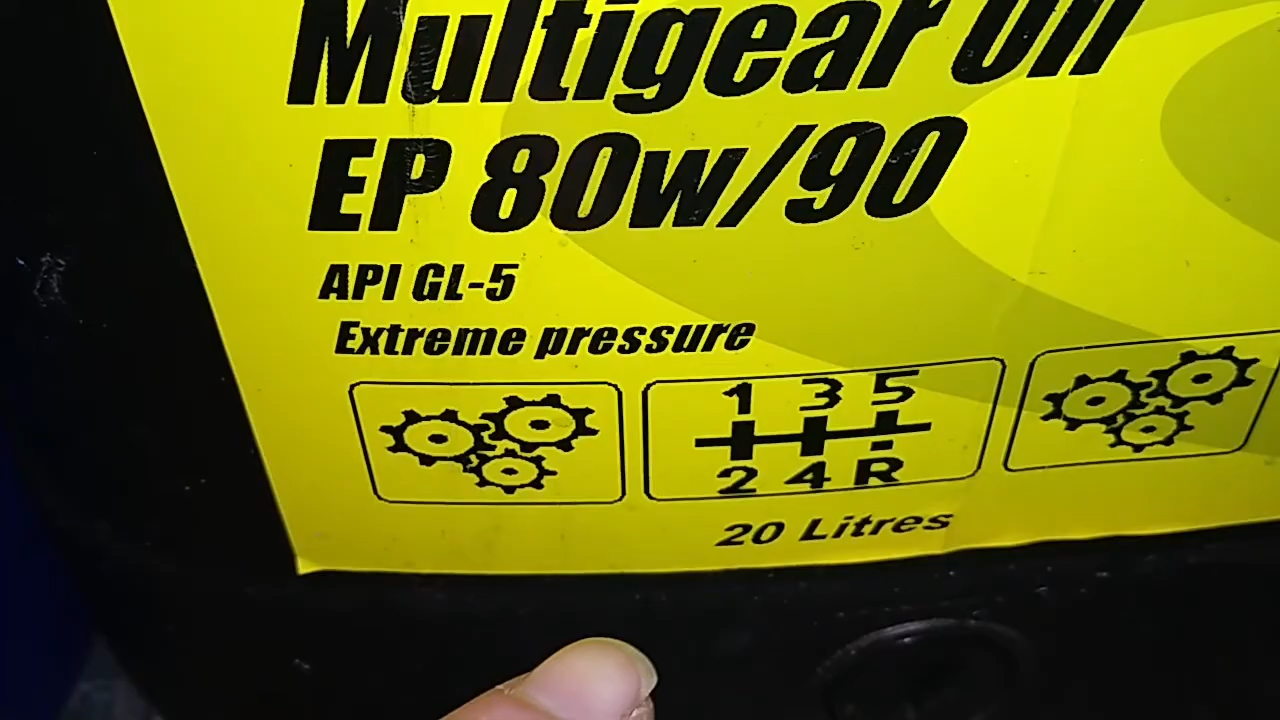 Multigear Oil
EP 80w/90
API GL-5
Extreme pressure
1 3 5
2 4 R
20 Litres